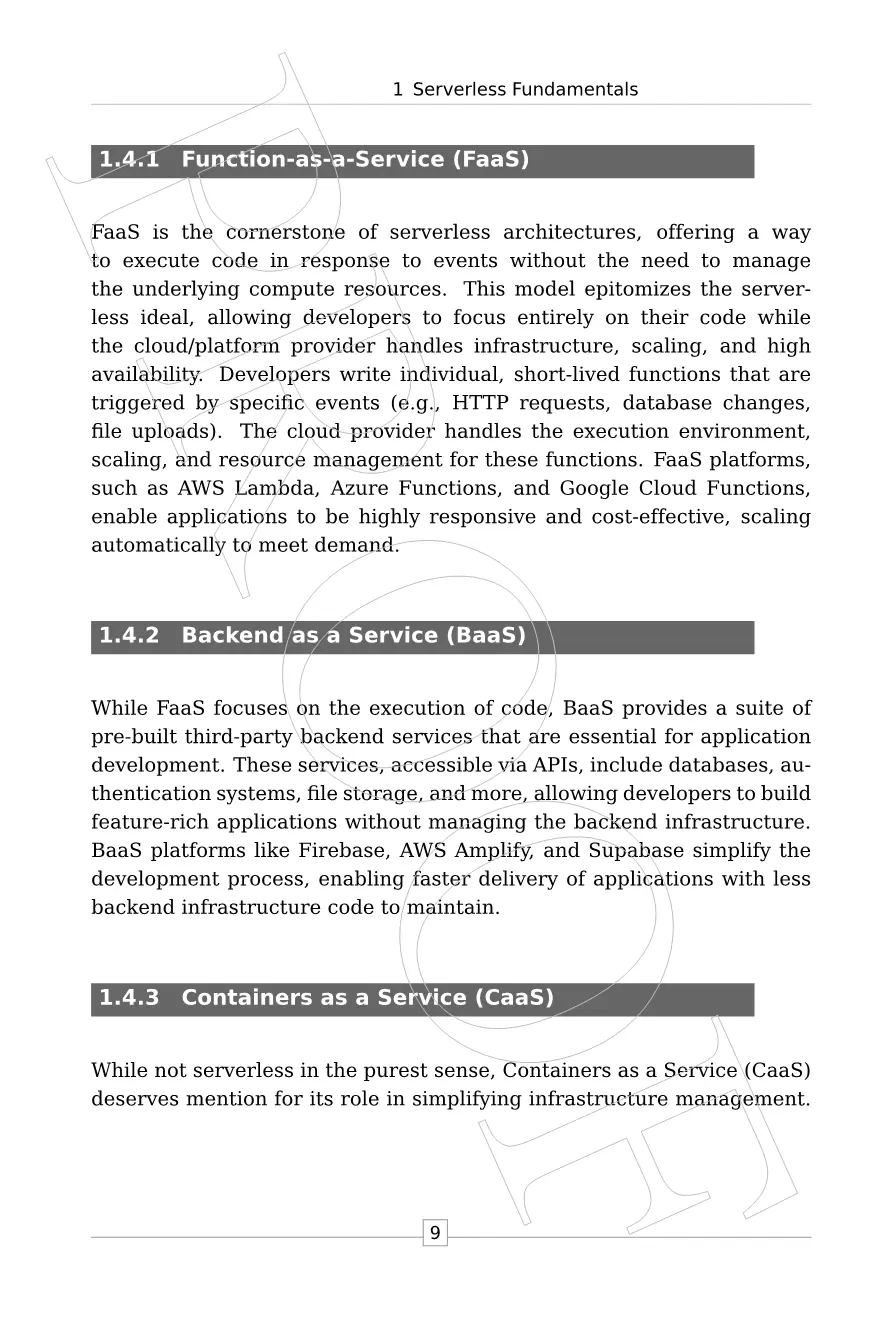 1 Serverless Fundamentals
1.4.1 Function-as-a-Service (FaaS)
FaaS is the cornerstone of serverless architectures, offering a way
to execute code in response to events without the need to manage
the underlying compute resources. This model epitomizes the server-
less ideal, allowing developers to focus entirely on their code while
the cloud/platform provider handles infrastructure, scaling, and high
availability. Developers write individual, short-lived functions that are
triggered by specific events (e.g., HTTP requests, database changes,
file uploads). The cloud provider handles the execution environment,
scaling, and resource management for these functions. FaaS platforms,
such as AWS Lambda, Azure Functions, and Google Cloud Functions,
enable applications to be highly responsive and cost-effective, scaling
automatically to meet demand.
1.4.2 Backend as a Service (BaaS)
While FaaS focuses on the execution of code, BaaS provides a suite of
pre-built third-party backend services that are essential for application
development. These services, accessible via APIs, include databases, au-
thentication systems, file storage, and more, allowing developers to build
feature-rich applications without managing the backend infrastructure.
BaaS platforms like Firebase, AWS Amplify, and Supabase simplify the
development process, enabling faster delivery of applications with less
backend infrastructure code to maintain.
1.4.3 Containers as a Service (CaaS)
While not serverless in the purest sense, Containers as a Service (CaaS)
deserves mention for its role in simplifying infrastructure management.
9
PROOF